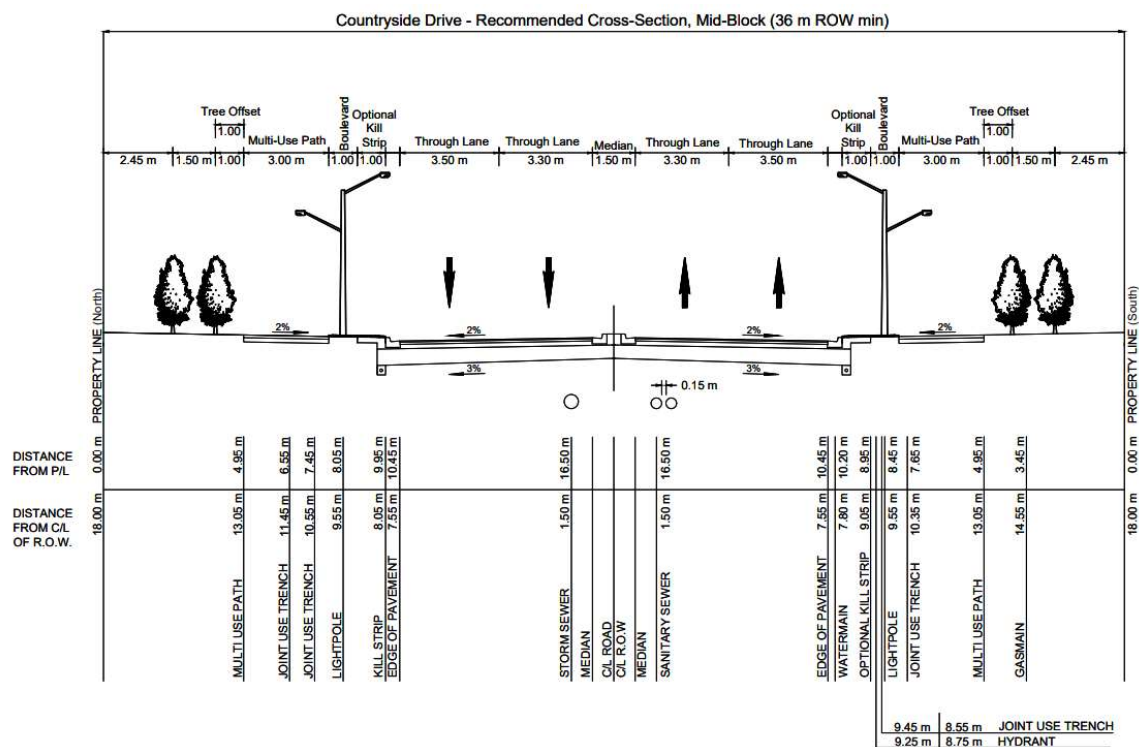 Countryside Drive - Recommended Cross-Section, Mid-Block (36 m ROW min)
Tree Offset
1.00
Multi-Use Path
Boulevard
Optional
Kill
Strip
Through Lane
Through Lane
Median
Through Lane
Through Lane
Optional
Kill
Strip
Boulevard
Multi-Use Path
Tree Offset
1.00
2.45 m
1.50 m
1.00
3.00 m
1.00
1.00
3.50 m
3.30 m
1.50 m
3.30 m
3.50 m
1.00
1.00
3.00 m
1.00
1.50 m
2.45 m
PROPERTY LINE (North)
2%
2%
3%
2%
3%
2%
PROPERTY LINE (South)
0.15 m
DISTANCE
FROM P/L
0.00 m
4.95 m
6.55 m
7.45 m
8.05 m
9.95 m
10.45 m
16.50 m
16.50 m
10.45 m
10.20 m
8.95 m
8.45 m
7.65 m
4.95 m
3.45 m
0.00 m
DISTANCE
FROM C/L
OF R.O.W.
18.00 m
13.05 m
11.45 m
10.55 m
9.55 m
8.05 m
7.55 m
1.50 m
1.50 m
7.55 m
7.80 m
9.05 m
9.55 m
10.35 m
13.05 m
14.55 m
18.00 m
MULTI USE PATH
JOINT USE TRENCH
JOINT USE TRENCH
LIGHTPOLE
KILL STRIP
EDGE OF PAVEMENT
STORM SEWER
MEDIAN
C/L ROAD
C/L R.O.W
MEDIAN
SANITARY SEWER
EDGE OF PAVEMENT
WATERMAIN
OPTIONAL KILL STRIP
LIGHTPOLE
JOINT USE TRENCH
MULTI USE PATH
GASMAIN
9.45 m 8.55 m JOINT USE TRENCH
9.25 m 8.75 m HYDRANT